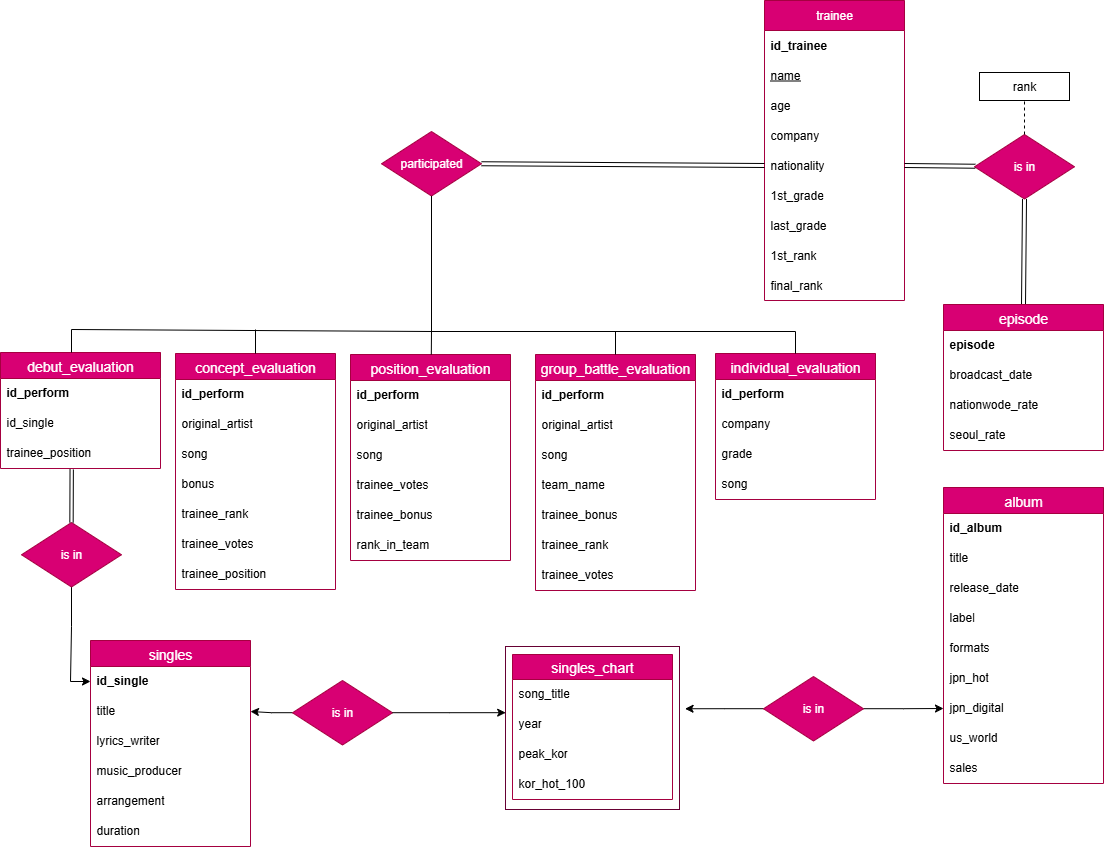 trainee
id_trainee
name
age
company
nationality
1st_grade
last_grade
1st_rank
final_rank
rank
is in
participated
episode
episode
broadcast_date
nationwode_rate
seoul_rate
debut_evaluation
id_perform
id_single
trainee_position
concept_evaluation
id_perform
original_artist
song
bonus
trainee_rank
trainee_votes
trainee_position
position_evaluation
id_perform
original_artist
song
trainee_votes
trainee_bonus
rank_in_team
group_battle_evaluation
id_perform
original_artist
song
team_name
trainee_bonus
trainee_rank
trainee_votes
individual_evaluation
id_perform
company
grade
song
is in
singles
id_single
title
lyrics_writer
music_producer
arrangement
duration
is in
singles_chart
song_title
year
peak_kor
kor_hot_100
is in
album
id_album
title
release_date
label
formats
jpn_hot
jpn_digital
us_world
sales